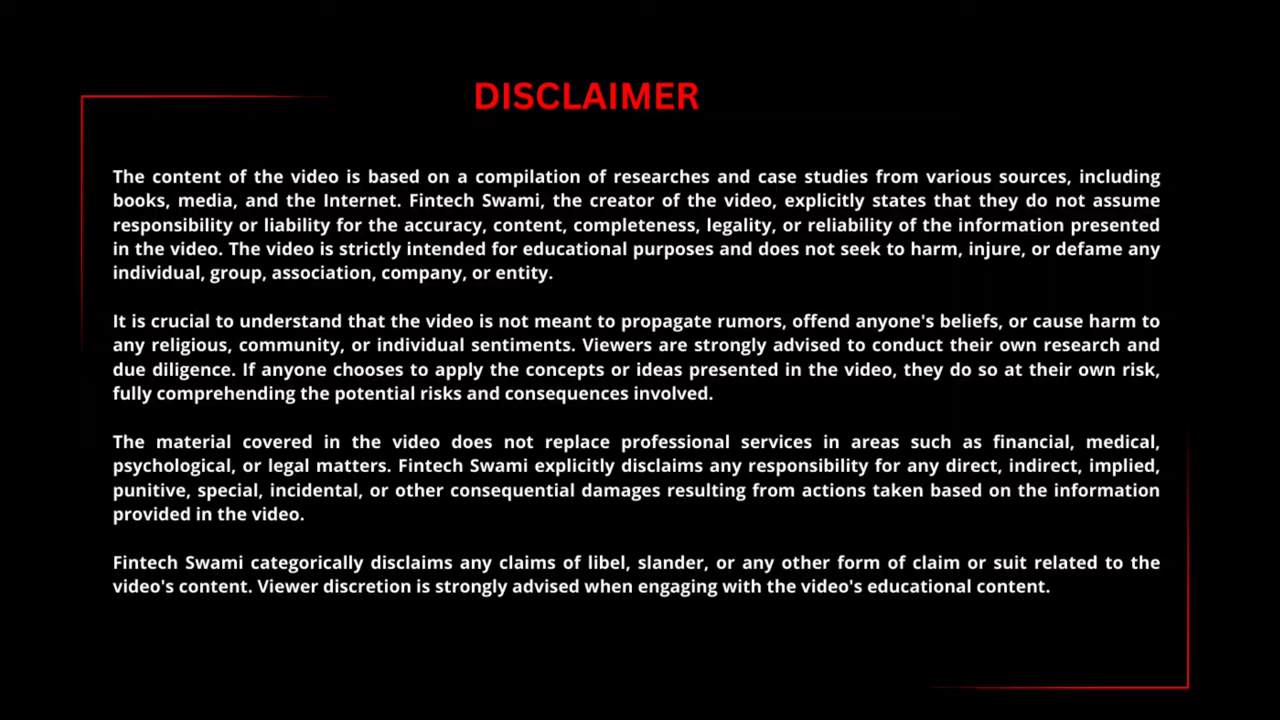 DISCLAIMER
The content of the video is based on a compilation of researches and case studies from various sources, including
books, media, and the Internet. Fintech Swami, the creator of the video, explicitly states that they do not assume
responsibility or liability for the accuracy, content, completeness, legality, or reliability of the information presented
in the video. The video is strictly intended for educational purposes and does not seek to harm, injure, or defame any
individual, group, association, company, or entity.
It is crucial to understand that the video is not meant to propagate rumors, offend anyone's beliefs, or cause harm to
any religious, community, or individual sentiments. Viewers are strongly advised to conduct their own research and
due diligence. If anyone chooses to apply the concepts or ideas presented in the video, they do so at their own risk,
fully comprehending the potential risks and consequences involved.
The material covered in the video does not replace professional services in areas such as financial, medical,
psychological, or legal matters. Fintech Swami explicitly disclaims any responsibility for any direct, indirect, implied,
punitive, special, incidental, or other consequential damages resulting from actions taken based on the information
provided in the video.
Fintech Swami categorically disclaims any claims of libel, slander, or any other form of claim or suit related to the
video's content. Viewer discretion is strongly advised when engaging with the video's educational content.